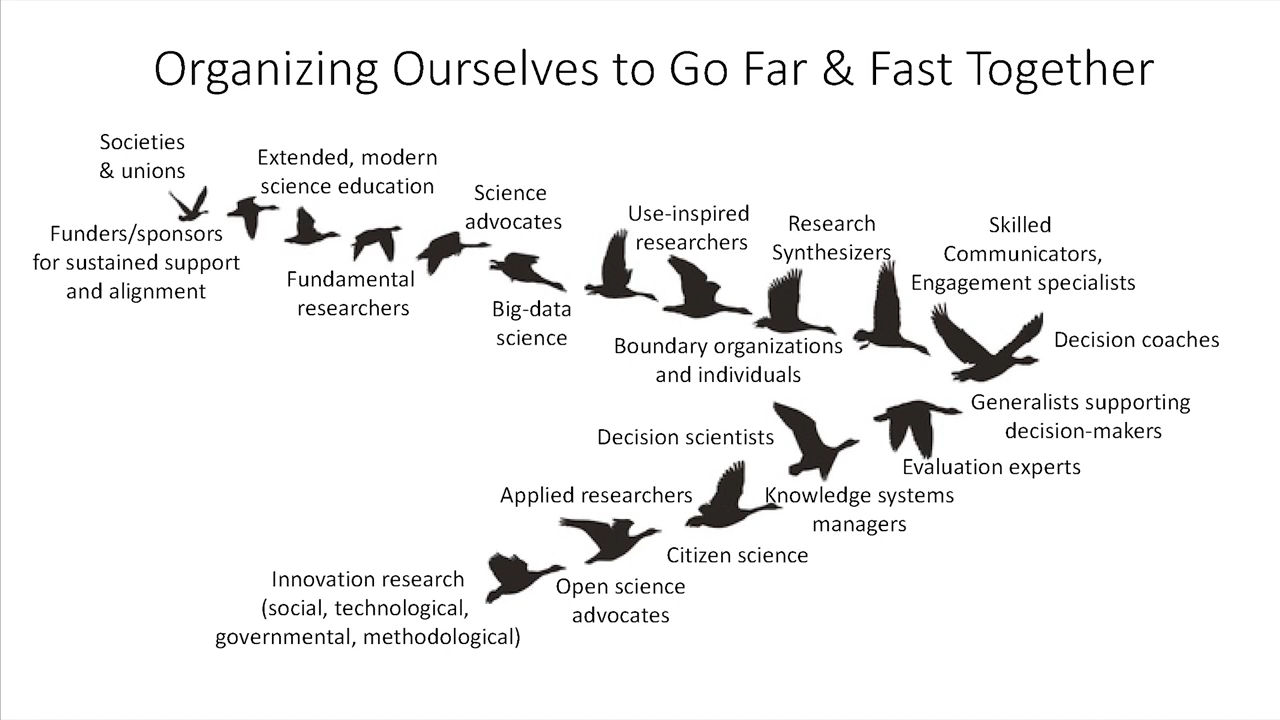 Organizing Ourselves to Go Far & Fast Together
Societies
& unions
Extended, modern
science education
Science
advocates
Use-inspired
researchers
Research
Synthesizers
Skilled
Communicators,
Engagement specialists
Funders/sponsors
for sustained support
and alignment
Fundamental
researchers
Big-data
science
Boundary organizations
and individuals
Decision coaches
Generalists supporting
decision-makers
Decision scientists
Evaluation experts
Applied researchers
Knowledge systems
managers
Citizen science
Innovation research
(social, technological,
governmental, methodological)
Open science
advocates